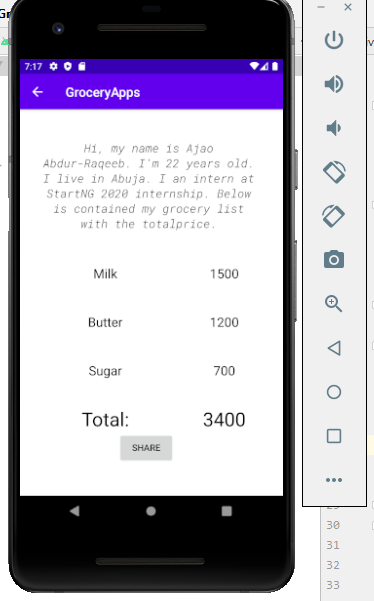 7:17
GroceryApps
Hi, my name is Ajao
Abdur-Raqeeb. I'm 22 years old.
I live in Abuja. I an intern at
StartNG 2020 internship. Below
is contained my grocery list
with the totalprice.
Milk 1500
Butter 1200
Sugar 700
Total: 3400
SHARE
30
31
32
33